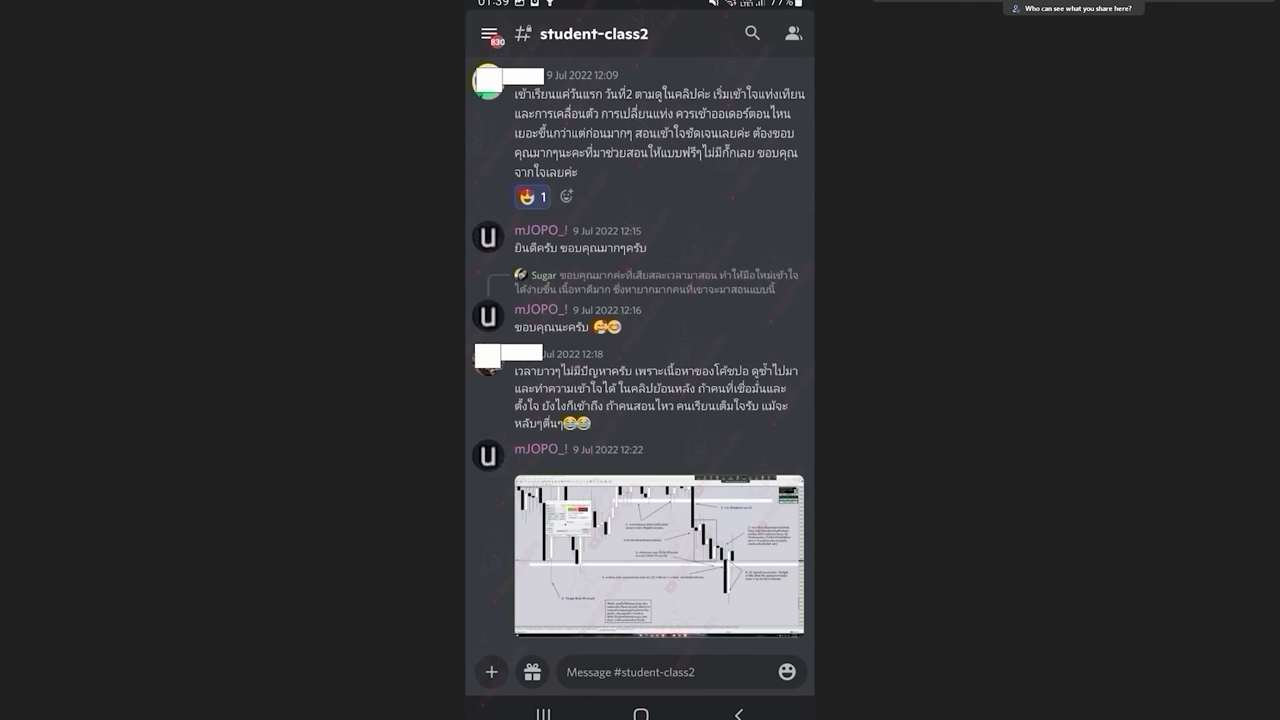 01:39
77%
Who can see what you share here?
830
student-class2
9 Jul 2022 12:09
เข้าเรียนแค่วันแรก วันที่2 ตามดูในคลิปค่ะ เริ่มเข้าใจแท่งเทียน
และการเคลื่อนตัว การเปลี่ยนแท่ง ควรเข้าออเดอร์ตอนไหน
เยอะขึ้นกว่าแต่ก่อนมากๆ สอนเข้าใจชัดเจนเลยค่ะ ต้องขอบ
คุณมากๆนะคะที่มาช่วยสอนให้แบบฟรีๆไม่มีกั๊กเลย ขอบคุณ
จากใจเลยค่ะ
1
mJOPO_! 9 Jul 2022 12:15
ยินดีครับ ขอบคุณมากๆครับ
Sugar ขอบคุณมากค่ะที่เสียสละเวลามาสอน ทำให้มือใหม่เข้าใจ
ได้ง่ายขึ้น เนื้อหาดีมาก ซึ่งหายากมากคนที่เขาจะมาสอนแบบนี้
mJOPO_! 9 Jul 2022 12:16
ขอบคุณนะครับ
Jul 2022 12:18
เวลายาวๆไม่มีปัญหาครับ เพราะเนื้อหาของโค้ชปอ ดูซ้ำไปมา
และทำความเข้าใจได้ ในคลิปย้อนหลัง ถ้าคนที่เชื่อมั่นและ
ตั้งใจ ยังไงก็เข้าถึง ถ้าคนสอนไหว คนเรียนเต็มใจรับ แม้จะ
หลับๆตื่นๆ
mJOPO_! 9 Jul 2022 12:22
Message #student-class2